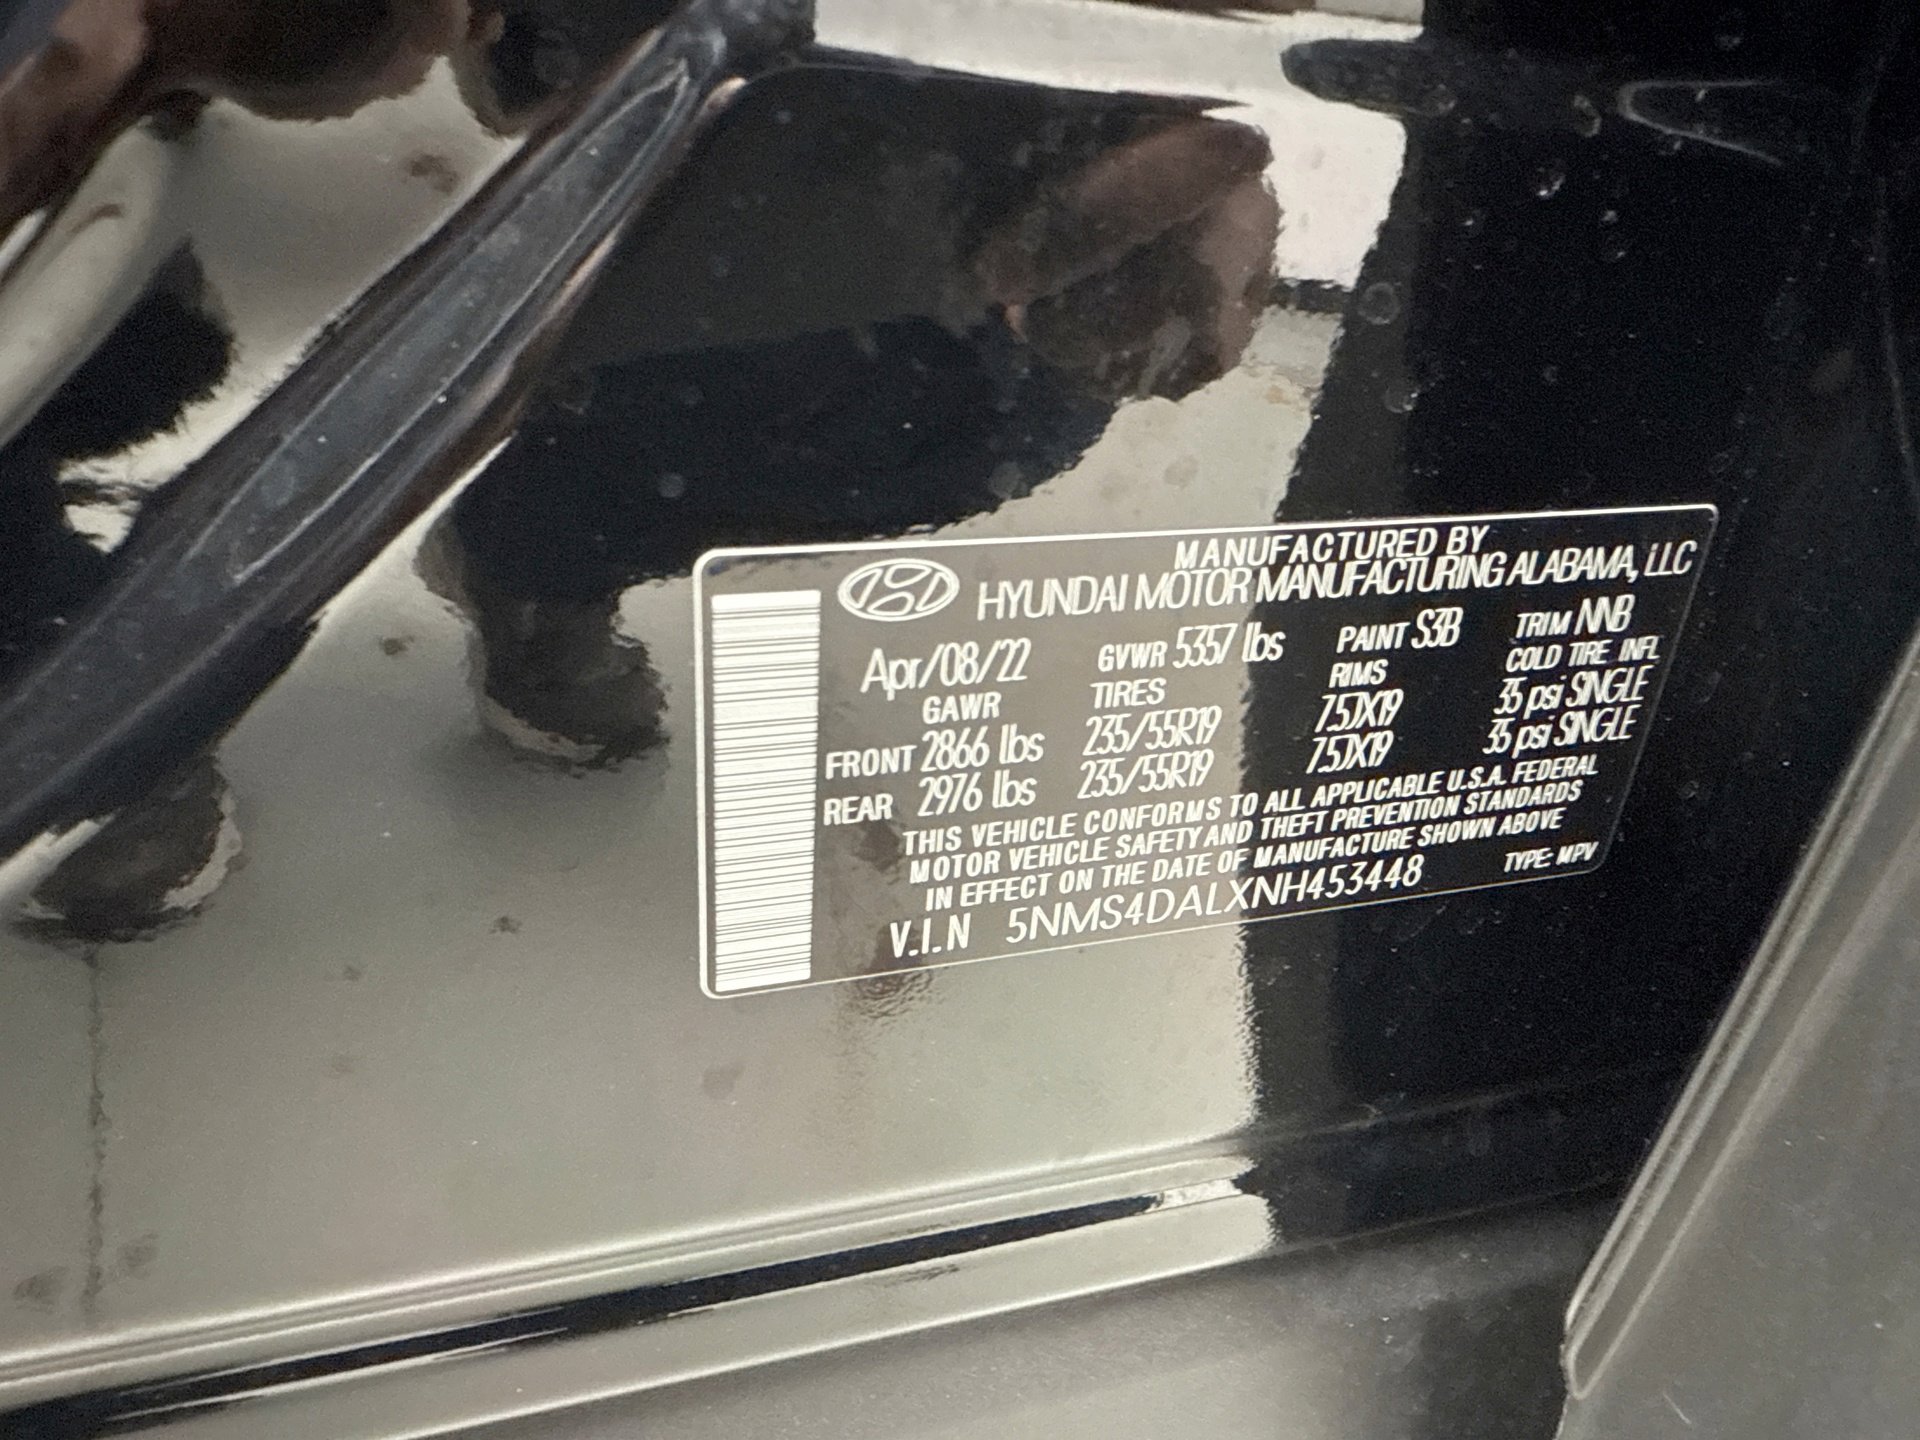 MANUFACTURED BY
HYUNDAI MOTOR MANUFACTURING ALABAMA, LLC
Apr/08/22 GVWR 5357 lbs PAINT S3B TRIM NNB
GAWR TIRES RIMS COLD TIRE INFL
FRONT 2866 lbs 235/55R19 7.5JX19 35 psi SINGLE
REAR 2976 lbs 235/55R19 7.5JX19 35 psi SINGLE
THIS VEHICLE CONFORMS TO ALL APPLICABLE U.S.A. FEDERAL
MOTOR VEHICLE SAFETY AND THEFT PREVENTION STANDARDS
IN EFFECT ON THE DATE OF MANUFACTURE SHOWN ABOVE
V.I.N 5NMS4DALXNH453448 TYPE: MPV